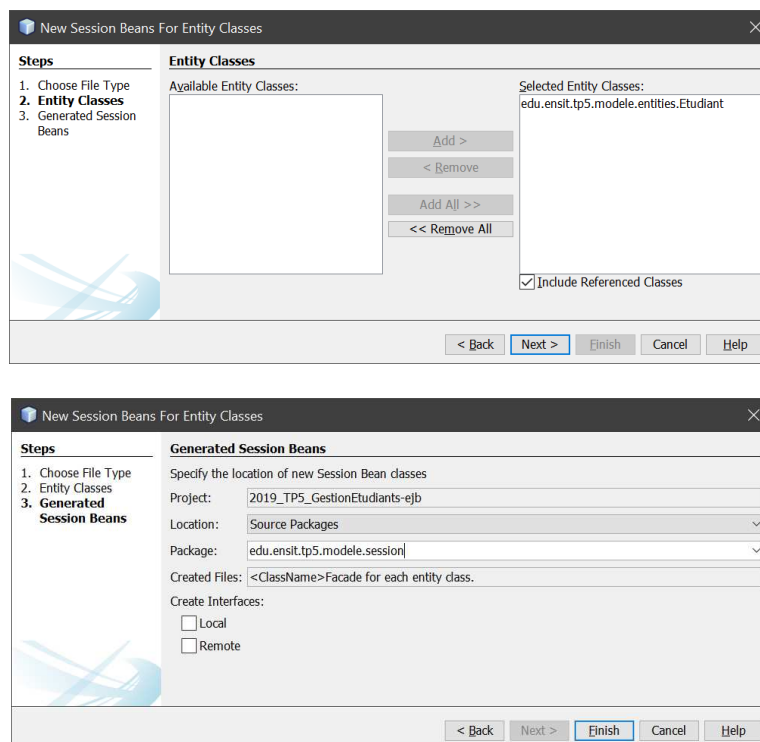 New Session Beans For Entity Classes
Steps
1. Choose File Type
2. Entity Classes
3. Generated Session
Beans
Entity Classes
Available Entity Classes:
Add >
< Remove
Add All >>
<< Remove All
Selected Entity Classes:
edu.ensit.tp5.modele.entities.Etudiant
Include Referenced Classes
< Back Next > Finish Cancel Help
New Session Beans For Entity Classes
Steps
1. Choose File Type
2. Entity Classes
3. Generated
Session Beans
Generated Session Beans
Specify the location of new Session Bean classes
Project: 2019_TP5_GestionEtudiants-ejb
Location: Source Packages
Package: edu.ensit.tp5.modele.session
Created Files: <ClassName>Facade for each entity class.
Create Interfaces:
Local
Remote
< Back Next > Finish Cancel Help